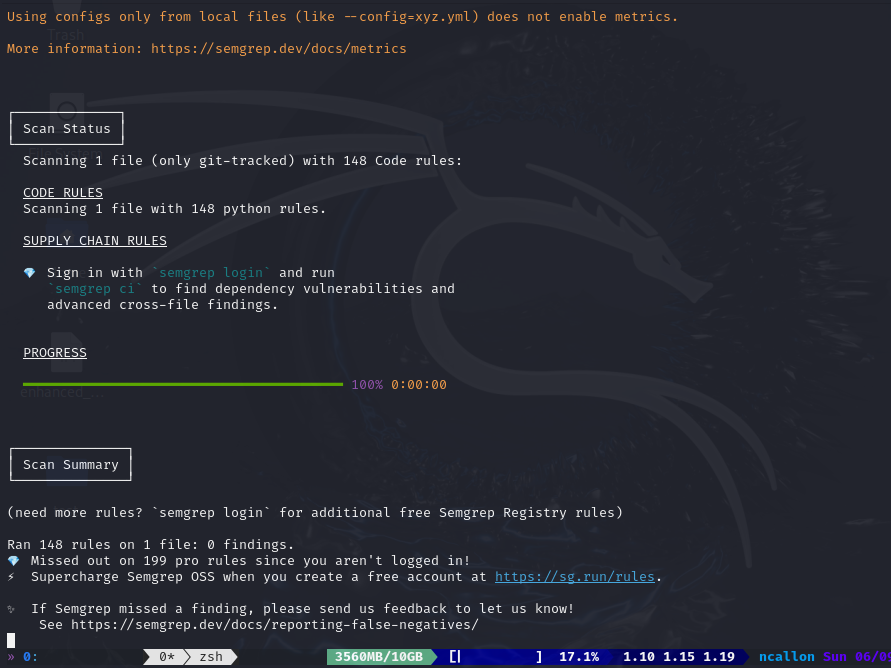 Using configs only from local files (like --config=xyz.yml) does not enable metrics.
More information: https://semgrep.dev/docs/metrics
Trash
Scan Status
Scanning 1 file (only git-tracked) with 148 Code rules:
CODE RULES
Scanning 1 file with 148 python rules.
SUPPLY CHAIN RULES
💎 Sign in with `semgrep login` and run
`semgrep ci` to find dependency vulnerabilities and
advanced cross-file findings.
PROGRESS
100% 0:00:00
enhanced_...
Scan Summary
(need more rules? `semgrep login` for additional free Semgrep Registry rules)
Ran 148 rules on 1 file: 0 findings.
💎 Missed out on 199 pro rules since you aren't logged in!
⚡ Supercharge Semgrep OSS when you create a free account at https://sg.run/rules.
✨ If Semgrep missed a finding, please send us feedback to let us know!
See https://semgrep.dev/docs/reporting-false-negatives/
» 0: 0* zsh 3560MB/10GB [| ] 17.1% 1.10 1.15 1.19 ncallon Sun 06/0